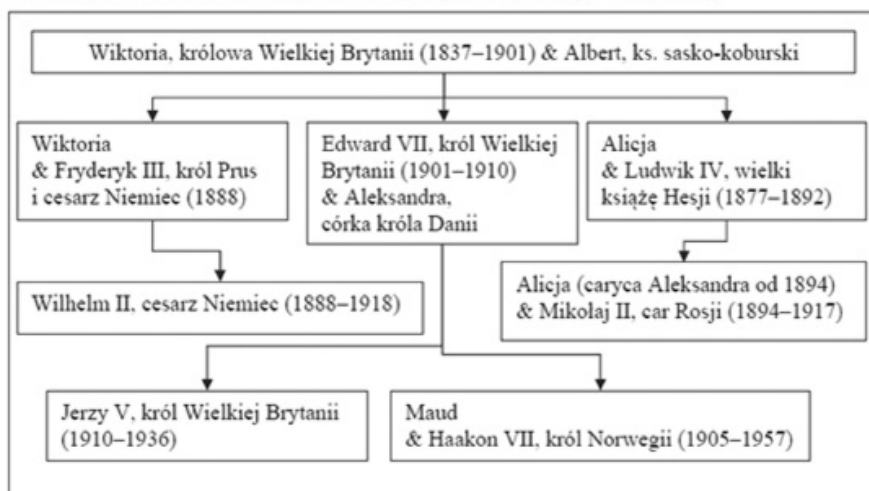 Wiktoria, królowa Wielkiej Brytanii (1837–1901) & Albert, ks. sasko-koburski
Wiktoria
& Fryderyk III, król Prus
i cesarz Niemiec (1888)
Edward VII, król Wielkiej
Brytanii (1901–1910)
& Aleksandra,
córka króla Danii
Alicja
& Ludwik IV, wielki
książę Hesji (1877–1892)
Wilhelm II, cesarz Niemiec (1888–1918)
Alicja (caryca Aleksandra od 1894)
& Mikołaj II, car Rosji (1894–1917)
Jerzy V, król Wielkiej Brytanii
(1910–1936)
Maud
& Haakon VII, król Norwegii (1905–1957)